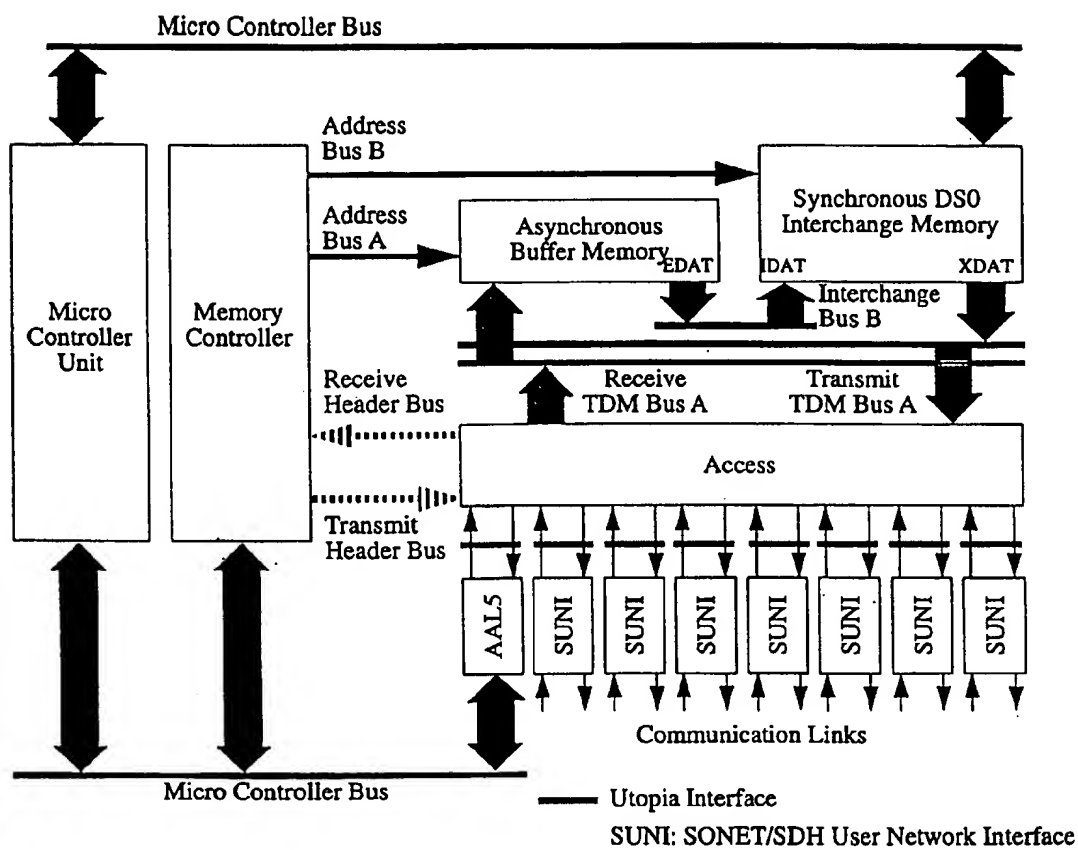 Micro Controller Bus
Address
Bus B
Address
Bus A
Synchronous DS0
Interchange Memory
IDAT
XDAT
Asynchronous
Buffer Memory
EDAT
Interchange
Bus B
Micro
Controller
Unit
Memory
Controller
Receive
Header Bus
Receive
TDM Bus A
Transmit
TDM Bus A
Access
Transmit
Header Bus
AAL5
SUNI
SUNI
SUNI
SUNI
SUNI
SUNI
SUNI
Communication Links
Micro Controller Bus
Utopia Interface
SUNI: SONET/SDH User Network Interface